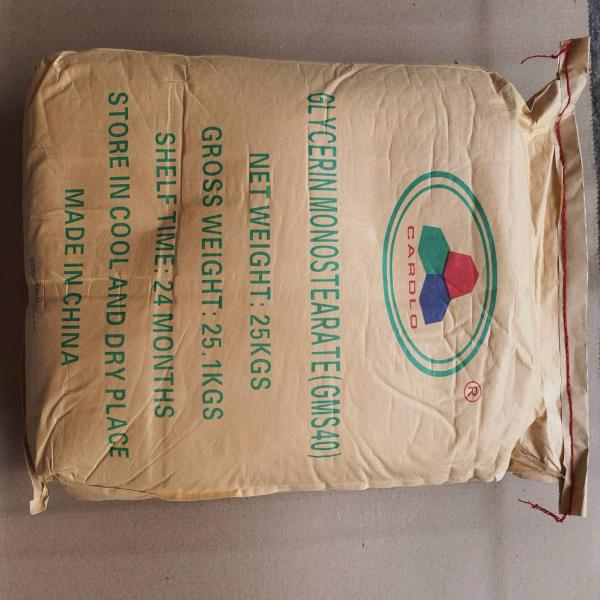 CARDLO
®
GLYCERIN MONOSTEARATE(GMS40)
NET WEIGHT: 25KGS
GROSS WEIGHT: 25.1KGS
SHELF TIME: 24 MONTHS
STORE IN COOL AND DRY PLACE
MADE IN CHINA